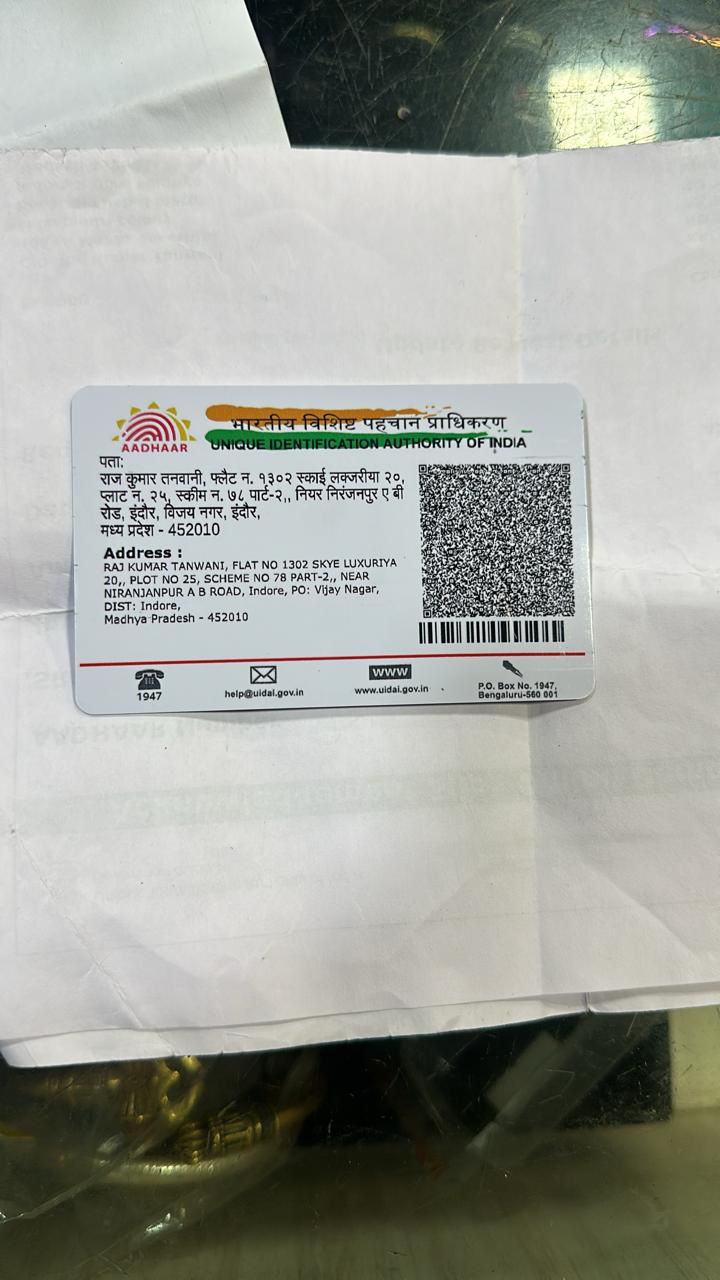 भारतीय विशिष्ट पहचान प्राधिकरण
UNIQUE IDENTIFICATION AUTHORITY OF INDIA
AADHAAR
पता:
राज कुमार तनवानी, फ्लैट न. १३०२ स्काई लक्जरीया २०,
प्लाट न. २५, स्कीम न. ७८ पार्ट-२,, नियर निरंजनपुर ए बी
रोड, इंदौर, विजय नगर, इंदौर,
मध्य प्रदेश - 452010
Address :
RAJ KUMAR TANWANI, FLAT NO 1302 SKYE LUXURIYA
20,, PLOT NO 25, SCHEME NO 78 PART-2,, NEAR
NIRANJANPUR A B ROAD, Indore, PO: Vijay Nagar,
DIST: Indore,
Madhya Pradesh - 452010
1947
help@uidai.gov.in
WWW
www.uidai.gov.in
P.O. Box No. 1947,
Bengaluru-560 001